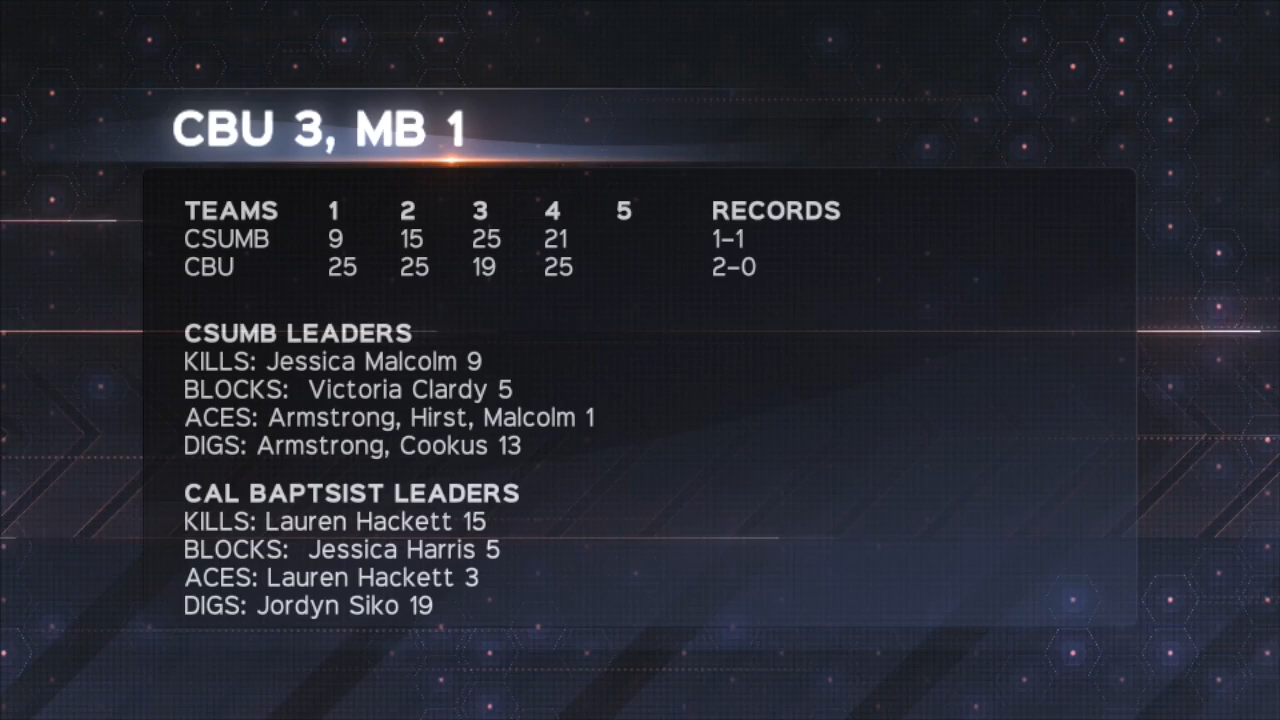 CBU 3, MB 1
TEAMS 1 2 3 4 5 RECORDS
CSUMB 9 15 25 21 1-1
CBU 25 25 19 25 2-0
CSUMB LEADERS
KILLS: Jessica Malcolm 9
BLOCKS: Victoria Clardy 5
ACES: Armstrong, Hirst, Malcolm 1
DIGS: Armstrong, Cookus 13
CAL BAPTSIST LEADERS
KILLS: Lauren Hackett 15
BLOCKS: Jessica Harris 5
ACES: Lauren Hackett 3
DIGS: Jordyn Siko 19